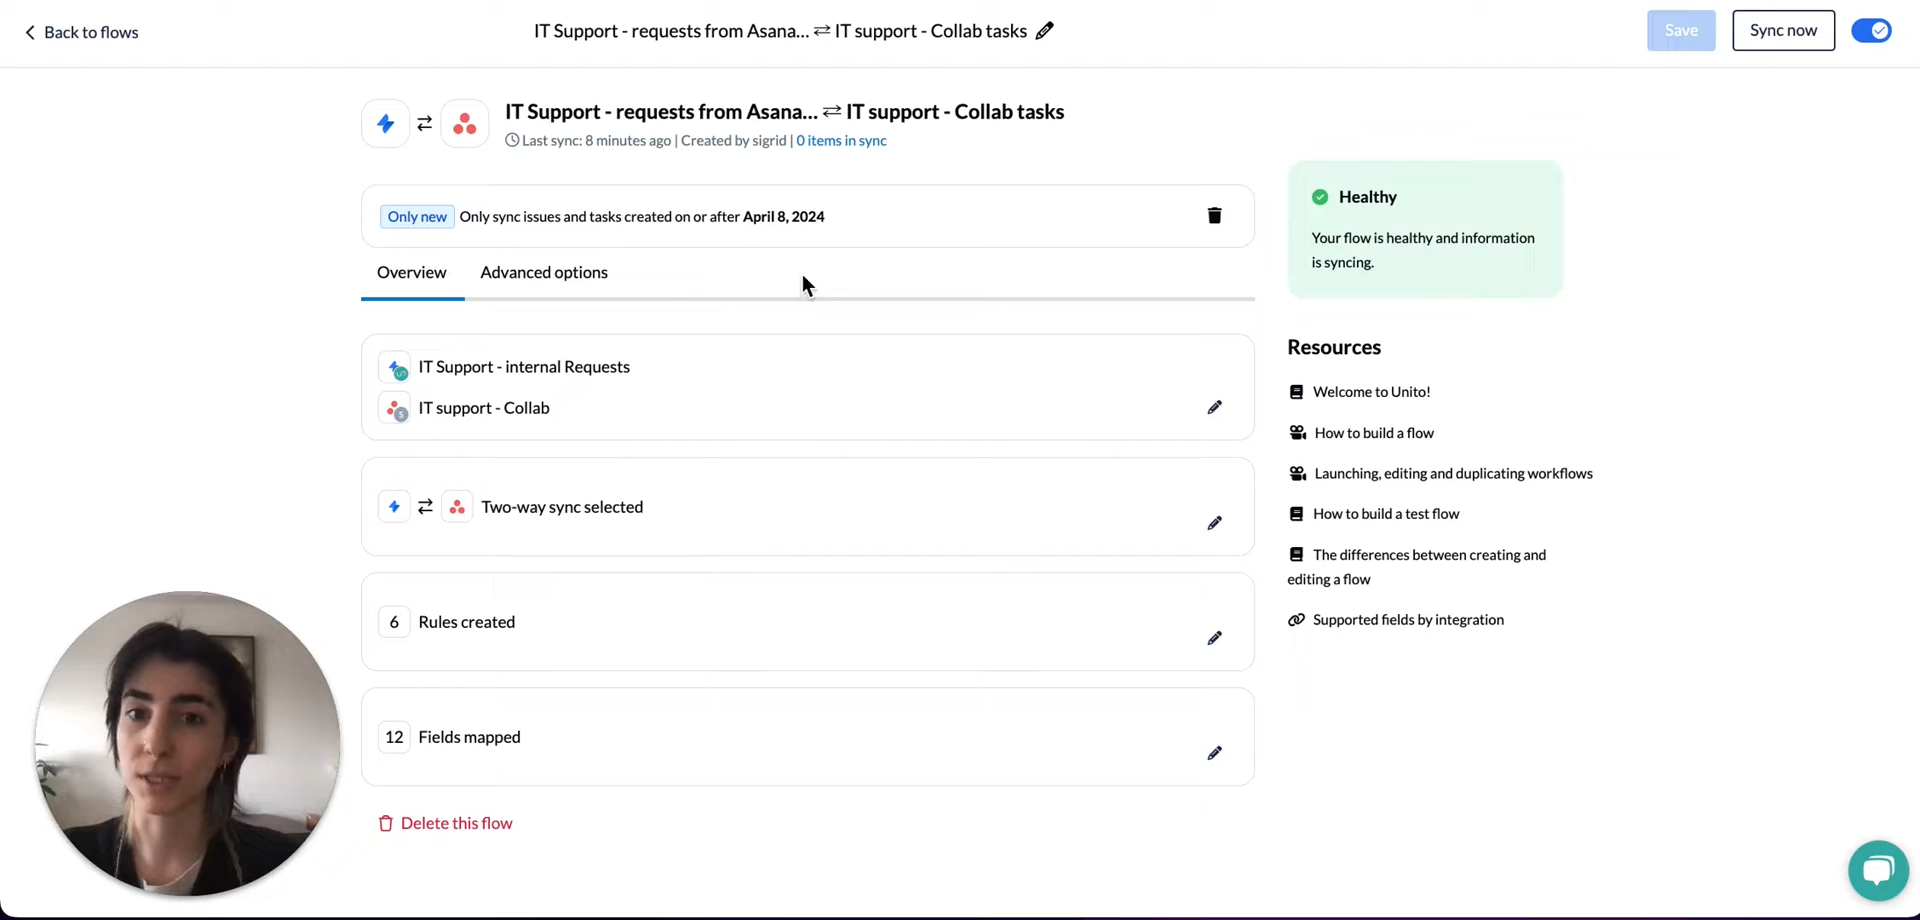 Back to flows
IT Support - requests from Asana... ⇄ IT support - Collab tasks
Save
Sync now
IT Support - requests from Asana... ⇄ IT support - Collab tasks
Last sync: 8 minutes ago | Created by sigrid | 0 items in sync
Only new Only sync issues and tasks created on or after April 8, 2024
Overview
Advanced options
IT Support - internal Requests
IT support - Collab
Two-way sync selected
6 Rules created
12 Fields mapped
Delete this flow
Healthy
Your flow is healthy and information
is syncing.
Resources
Welcome to Unito!
How to build a flow
Launching, editing and duplicating workflows
How to build a test flow
The differences between creating and
editing a flow
Supported fields by integration